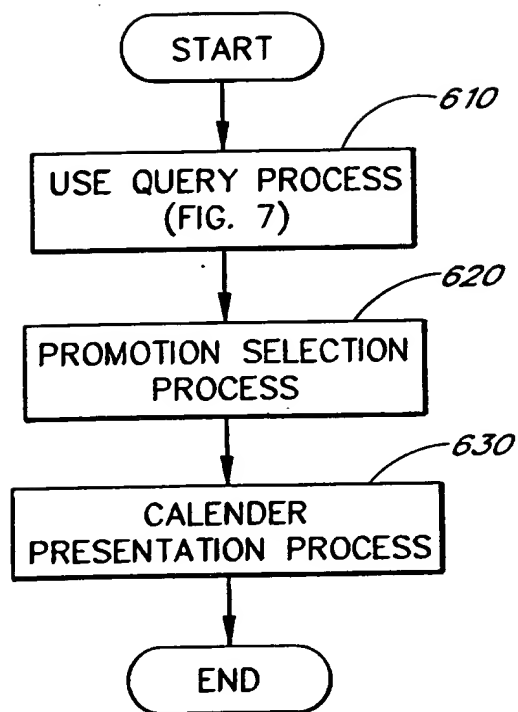 START
610
USE QUERY PROCESS
(FIG. 7)
620
PROMOTION SELECTION
PROCESS
630
CALENDER
PRESENTATION PROCESS
END